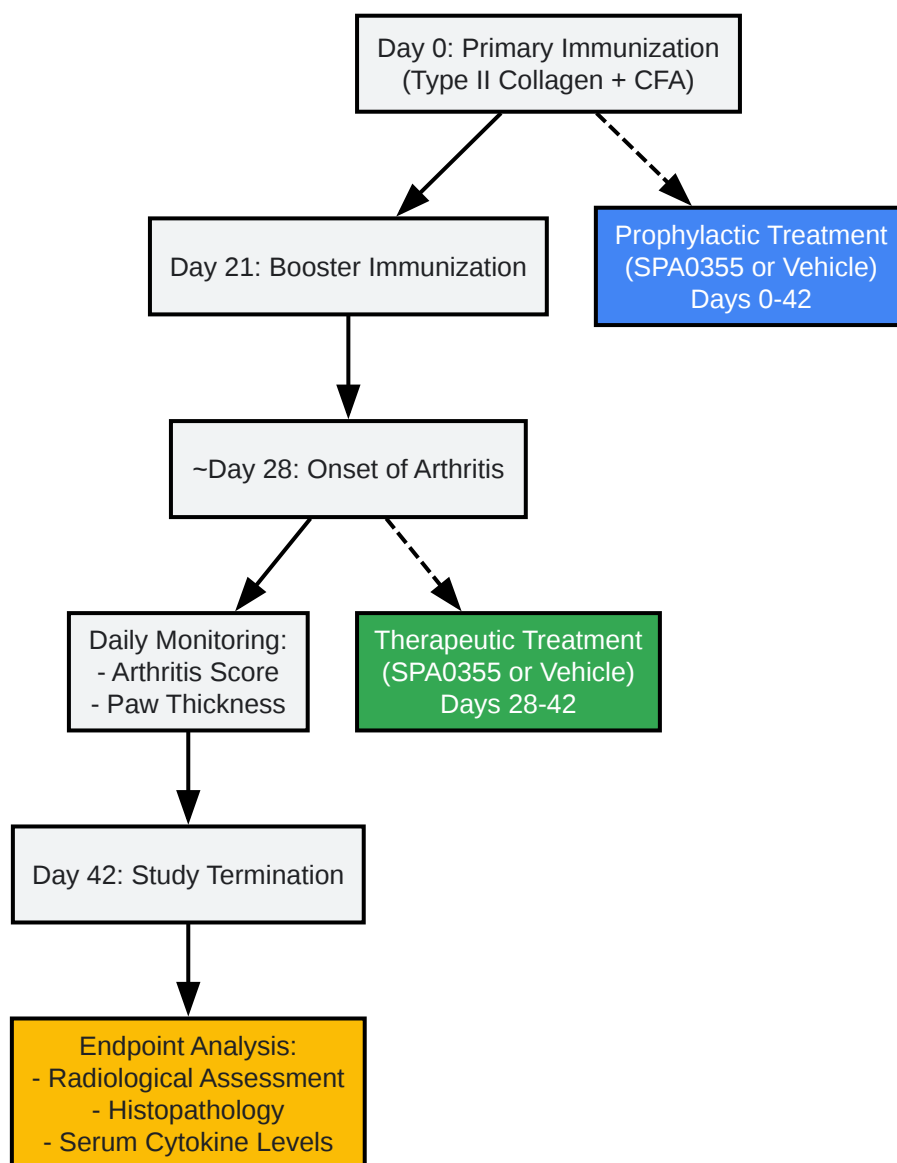 Day 0: Primary Immunization
(Type II Collagen + CFA)
Prophylactic Treatment
(SPA0355 or Vehicle)
Days 0-42
Day 21: Booster Immunization
~Day 28: Onset of Arthritis
Daily Monitoring:
- Arthritis Score
- Paw Thickness
Therapeutic Treatment
(SPA0355 or Vehicle)
Days 28-42
Day 42: Study Termination
Endpoint Analysis:
- Radiological Assessment
- Histopathology
- Serum Cytokine Levels